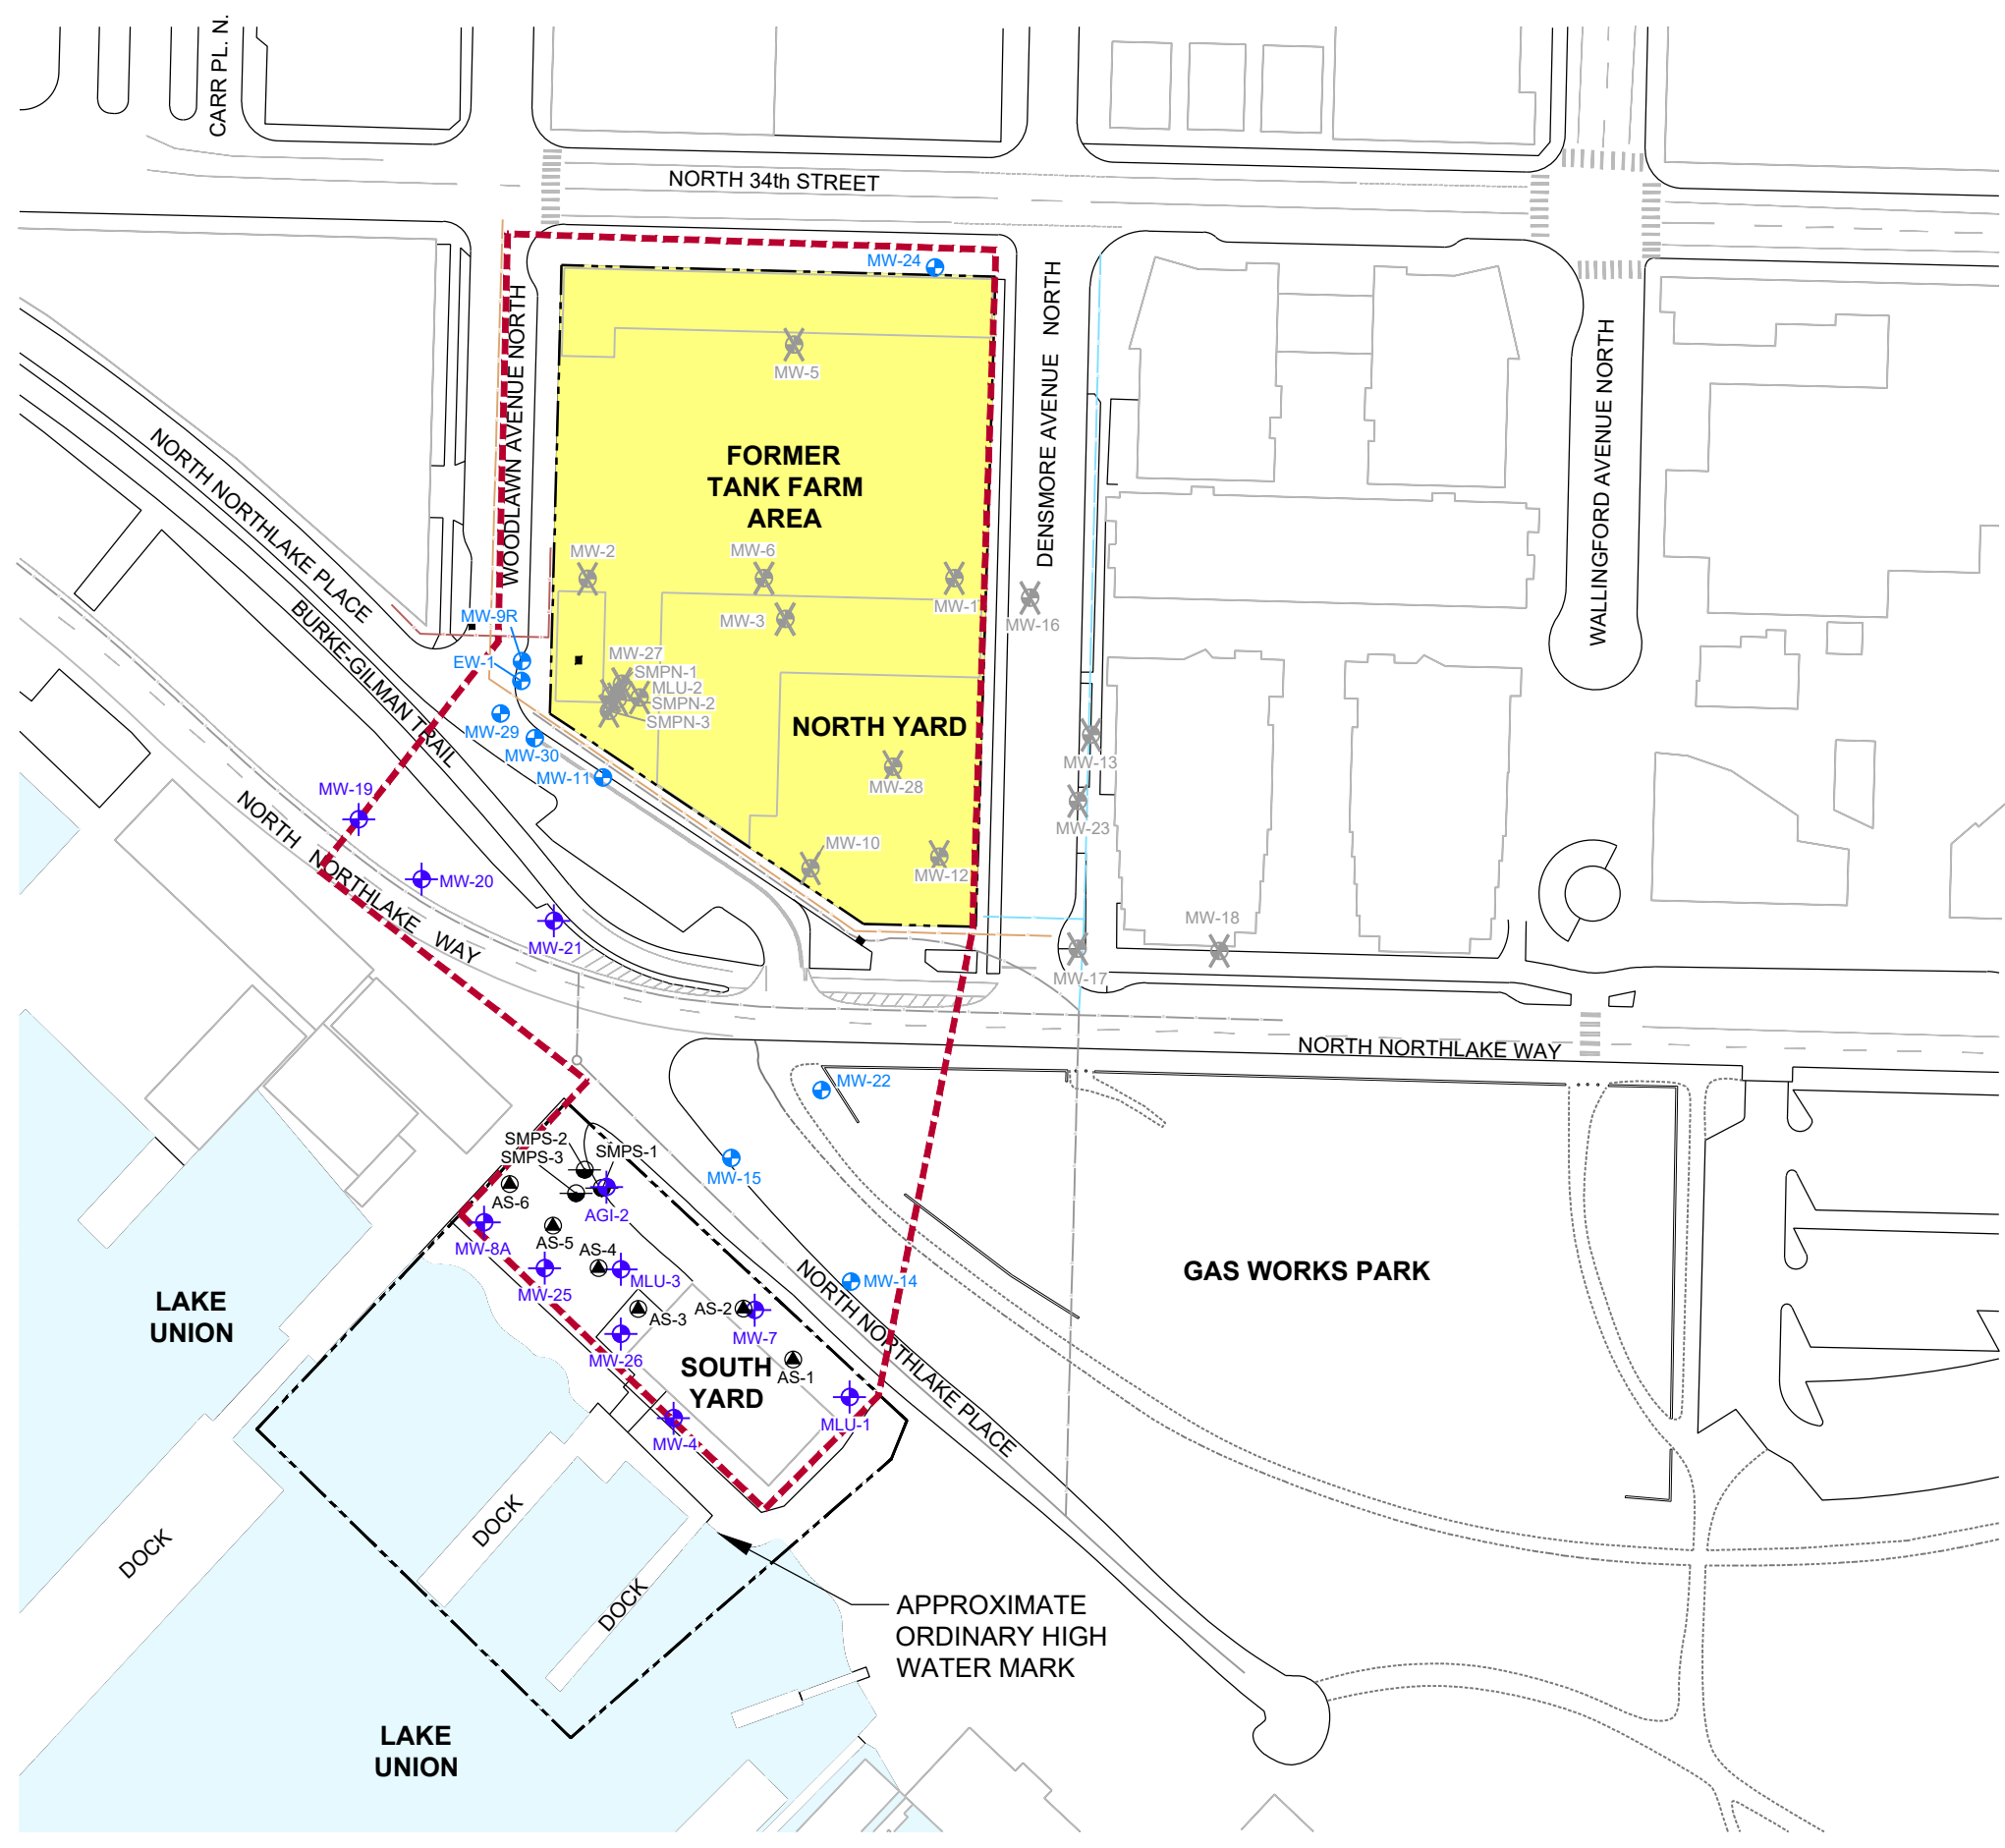 CARR PL. N.
NORTH 34th STREET
MW-24
WOODLAWN AVENUE NORTH
DENSMORE AVENUE NORTH
WALLINGFORD AVENUE NORTH
MW-5
NORTH NORTHLAKE PLACE
BURKE-GILMAN TRAIL
FORMER
TANK FARM
AREA
MW-2
MW-6
MW-1
MW-3
MW-16
MW-9R
EW-1
MW-27
SMPN-1
MLU-2
SMPN-2
SMPN-3
MW-29
MW-30
MW-11
NORTH YARD
MW-28
MW-13
MW-23
MW-10
MW-12
MW-19
MW-20
MW-21
MW-18
MW-17
NORTH NORTHLAKE WAY
NORTH NORTHLAKE WAY
MW-22
MW-15
SMPS-2
SMPS-3
SMPS-1
AS-6
AGI-2
MW-8A
AS-5
AS-4
MW-25
MLU-3
MW-14
NORTH NORTHLAKE PLACE
GAS WORKS PARK
AS-3
AS-2
MW-7
MW-26
SOUTH
YARD
AS-1
MW-4
MLU-1
LAKE
UNION
DOCK
DOCK
DOCK
APPROXIMATE
ORDINARY HIGH
WATER MARK
LAKE
UNION